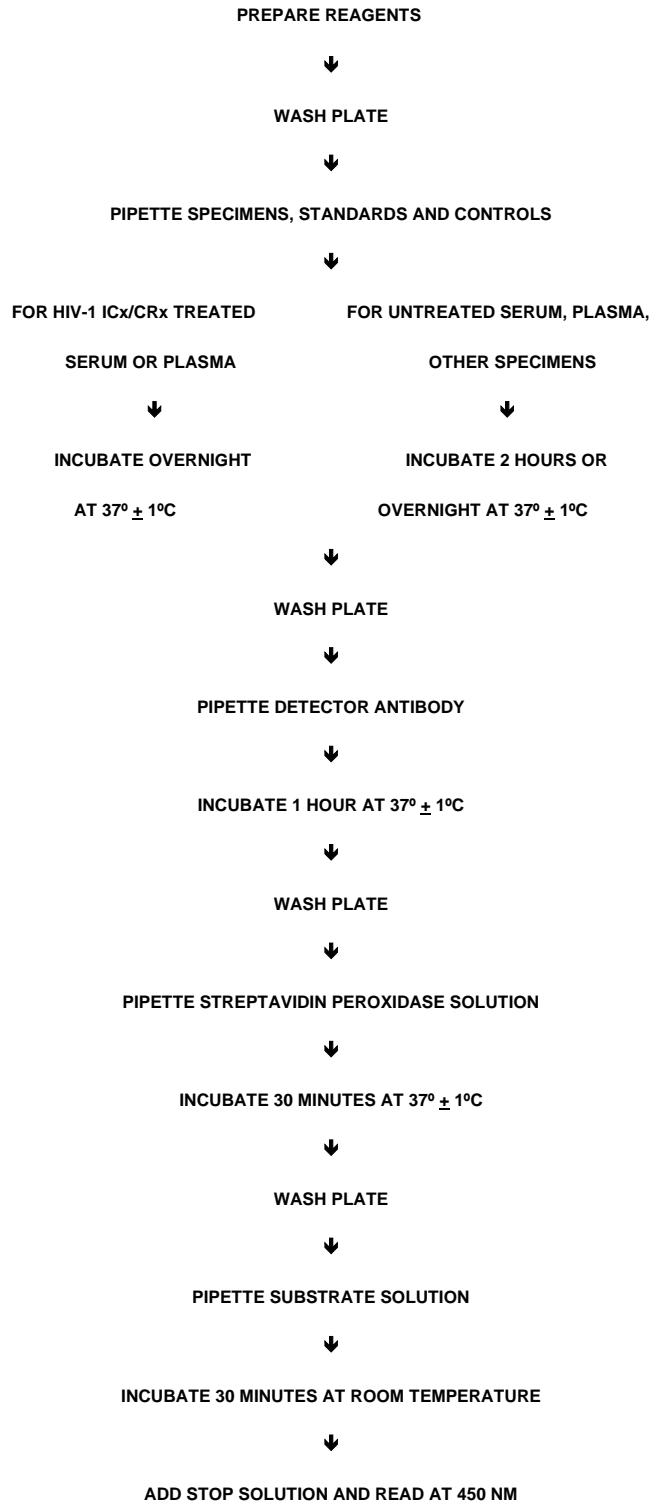 PREPARE REAGENTS
WASH PLATE
PIPETTE SPECIMENS, STANDARDS AND CONTROLS
FOR HIV-1 ICx/CRx TREATED
SERUM OR PLASMA
INCUBATE OVERNIGHT
AT 37º ± 1ºC
FOR UNTREATED SERUM, PLASMA,
OTHER SPECIMENS
INCUBATE 2 HOURS OR
OVERNIGHT AT 37º ± 1ºC
WASH PLATE
PIPETTE DETECTOR ANTIBODY
INCUBATE 1 HOUR AT 37º ± 1ºC
WASH PLATE
PIPETTE STREPTAVIDIN PEROXIDASE SOLUTION
INCUBATE 30 MINUTES AT 37º ± 1ºC
WASH PLATE
PIPETTE SUBSTRATE SOLUTION
INCUBATE 30 MINUTES AT ROOM TEMPERATURE
ADD STOP SOLUTION AND READ AT 450 NM